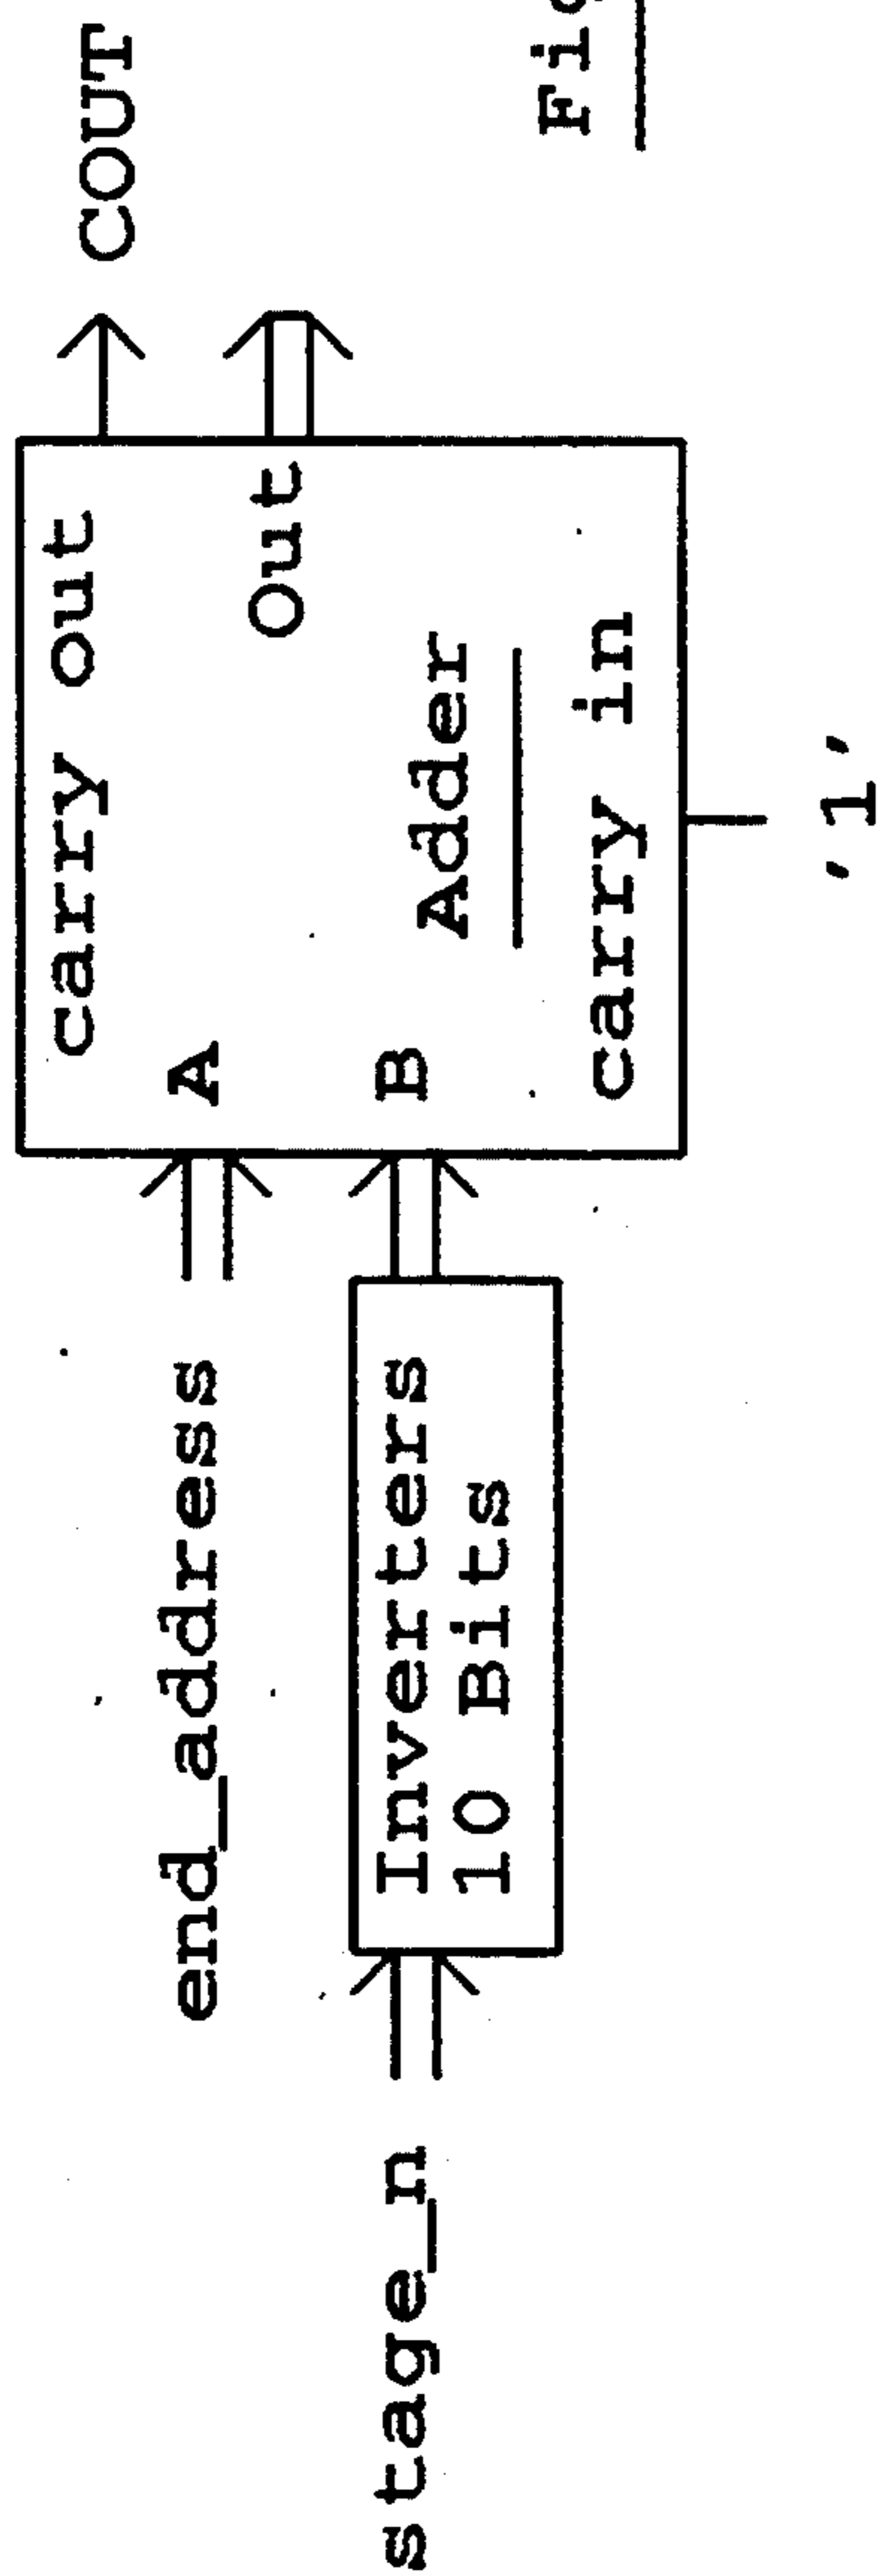 carry out
COUT
end_address
A
Out
stage_n
Inverters
10 Bits
B
Adder
carry in
'1'